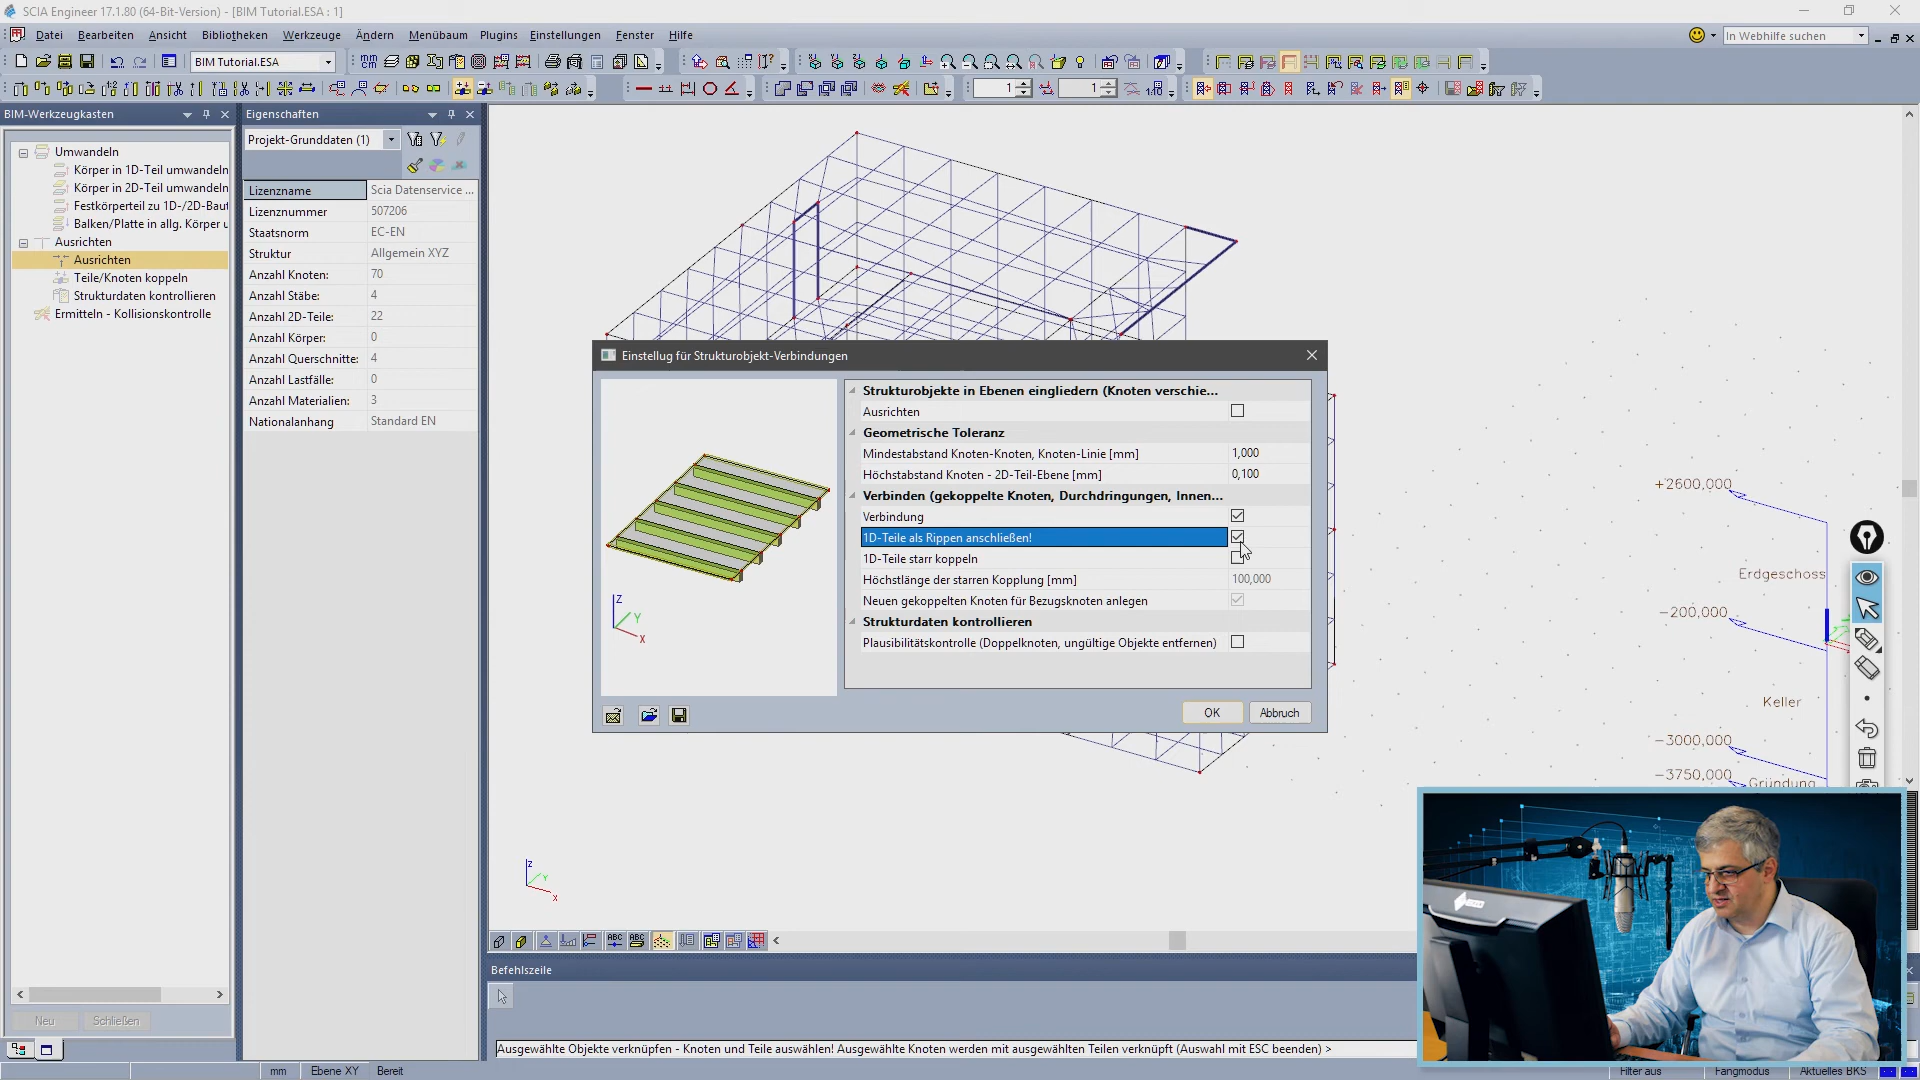 SCIA Engineer 17.1.80 (64-Bit-Version) - [BIM Tutorial.ESA : 1]
Datei Bearbeiten Ansicht Bibliotheken Werkzeuge Ändern Menübaum Plugins Einstellungen Fenster Hilfe
In Webhilfe suchen
BIM Tutorial.ESA
1
1
BIM-Werkzeugkasten
Umwandeln
Körper in 1D-Teil umwandeln
Körper in 2D-Teil umwandeln
Festkörperteil zu 1D-/2D-Baut
Balken/Platte in allg. Körper u
Ausrichten
Ausrichten
Teile/Knoten koppeln
Strukturdaten kontrollieren
Ermitteln - Kollisionskontrolle
Neu Schließen
Eigenschaften
Projekt-Grunddaten (1)
Lizenzname Scia Datenservice ...
Lizenznummer 507206
Staatsnorm EC-EN
Struktur Allgemein XYZ
Anzahl Knoten: 70
Anzahl Stäbe: 4
Anzahl 2D-Teile: 22
Anzahl Körper: 0
Anzahl Querschnitte: 4
Anzahl Lastfälle: 0
Anzahl Materialien: 3
Nationalanhang Standard EN
Einstellug für Strukturobjekt-Verbindungen
Strukturobjekte in Ebenen eingliedern (Knoten verschie...
Ausrichten
Geometrische Toleranz
Mindestabstand Knoten-Knoten, Knoten-Linie [mm] 1,000
Höchstabstand Knoten - 2D-Teil-Ebene [mm] 0,100
Verbinden (gekoppelte Knoten, Durchdringungen, Innen...
Verbindung
1D-Teile als Rippen anschließen!
1D-Teile starr koppeln
Höchstlänge der starren Kopplung [mm] 100,000
Neuen gekoppelten Knoten für Bezugsknoten anlegen
Strukturdaten kontrollieren
Plausibilitätskontrolle (Doppelknoten, ungültige Objekte entfernen)
Z
Y
X
OK Abbruch
+2600,000
Erdgeschoss
-200,000
Keller
-3000,000
-3750,000
Gründung
Z
Y
X
Befehlszeile
Ausgewählte Objekte verknüpfen - Knoten und Teile auswählen! Ausgewählte Knoten werden mit ausgewählten Teilen verknüpft (Auswahl mit ESC beenden) >
mm Ebene XY Bereit Filter aus Fangmodus Aktuelles BKS